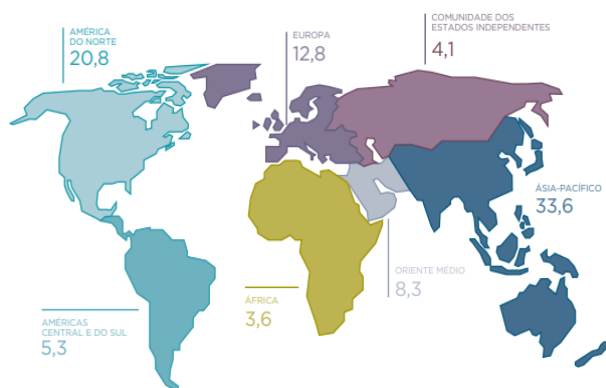 AMÉRICA
DO NORTE
20,8
EUROPA
12,8
COMUNIDADE DOS
ESTADOS INDEPENDENTES
4,1
ÁSIA-PACÍFICO
33,6
ORIENTE MÉDIO
8,3
ÁFRICA
3,6
AMÉRICAS
CENTRAL E DO SUL
5,3